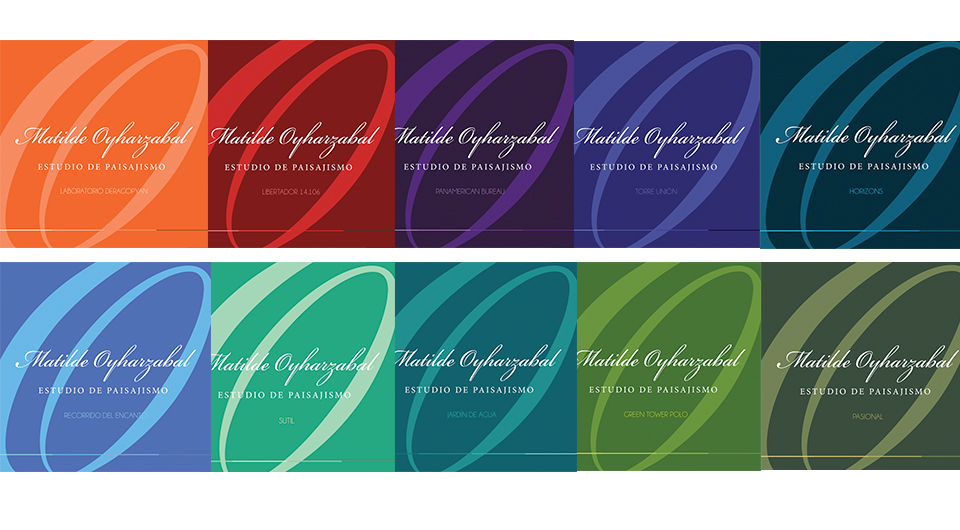 Matilde Oyharzabal
ESTUDIO DE PAISAJISMO
LABORATORIO DERAGOPYAN
Matilde Oyharzabal
ESTUDIO DE PAISAJISMO
LIBERTADOR 14.106
Matilde Oyharzabal
ESTUDIO DE PAISAJISMO
PANAMERICAN BUREAU
Matilde Oyharzabal
ESTUDIO DE PAISAJISMO
TORRE UNION
Matilde Oyharzabal
ESTUDIO DE PAISAJISMO
HORIZONS
Matilde Oyharzabal
ESTUDIO DE PAISAJISMO
RECORRIDO DEL ENCANTO
Matilde Oyharzabal
ESTUDIO DE PAISAJISMO
SUTIL
Matilde Oyharzabal
ESTUDIO DE PAISAJISMO
JARDIN DE AGUA
Matilde Oyharzabal
ESTUDIO DE PAISAJISMO
GREEN TOWER POLO
Matilde Oyharzabal
ESTUDIO DE PAISAJISMO
PASIONAL